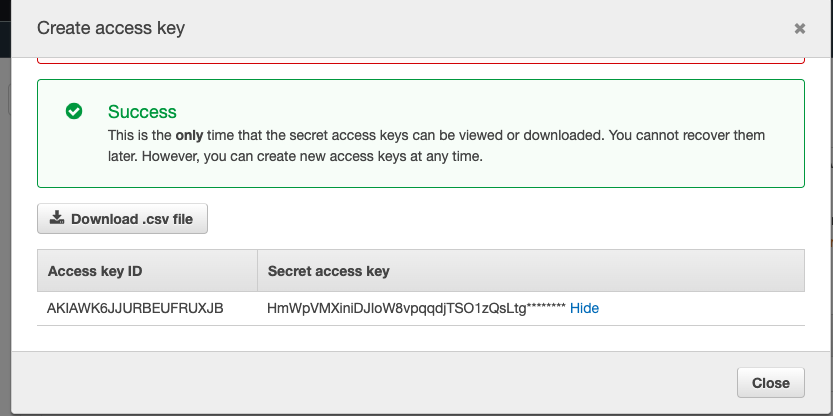 Create access key
Success
This is the only time that the secret access keys can be viewed or downloaded. You cannot recover them
later. However, you can create new access keys at any time.
Download .csv file
Access key ID Secret access key
AKIAWK6JJURBEUFRUXJB HmWpVMXiniDJIoW8vpqqdjTSO1zQsLtg******** Hide
Close